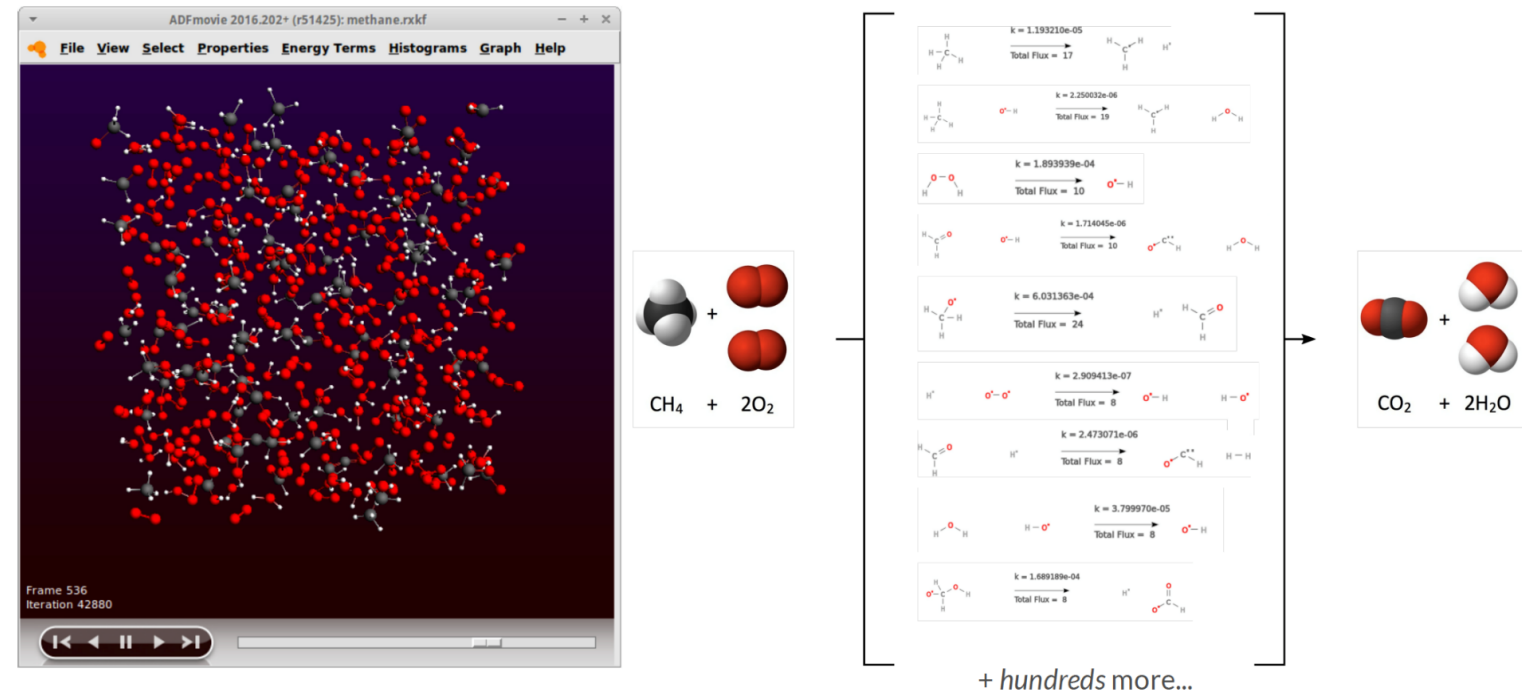 ADFmovie 2016.202+ (r51425): methane.rxkf
File View Select Properties Energy Terms Histograms Graph Help
Frame 536
Iteration 42880
+
CH₄ + 2O₂
k = 1.193210e-05
Total Flux = 17
H
H C H
H
H C H
H
H•
k = 2.250032e-06
Total Flux = 19
H
H C H
H
O• H
H C• H
H
O
H H
k = 1.893939e-04
Total Flux = 10
O O
H H
O• H
k = 1.714045e-06
Total Flux = 10
H C O
H
O• H
O• C•• H
O
H H
k = 6.031363e-04
Total Flux = 24
O•
H C H
H
H•
H C O
H
k = 2.909413e-07
Total Flux = 8
H•
O• O•
O• H
H O•
k = 2.473071e-06
Total Flux = 8
H C O
H
H•
O• C•• H
H H
k = 3.799970e-05
Total Flux = 8
O
H H
H O•
O• H
k = 1.689189e-04
Total Flux = 8
H O
O• C H
H
H•
O
O• C H
+ hundreds more...
+
CO₂ + 2H₂O